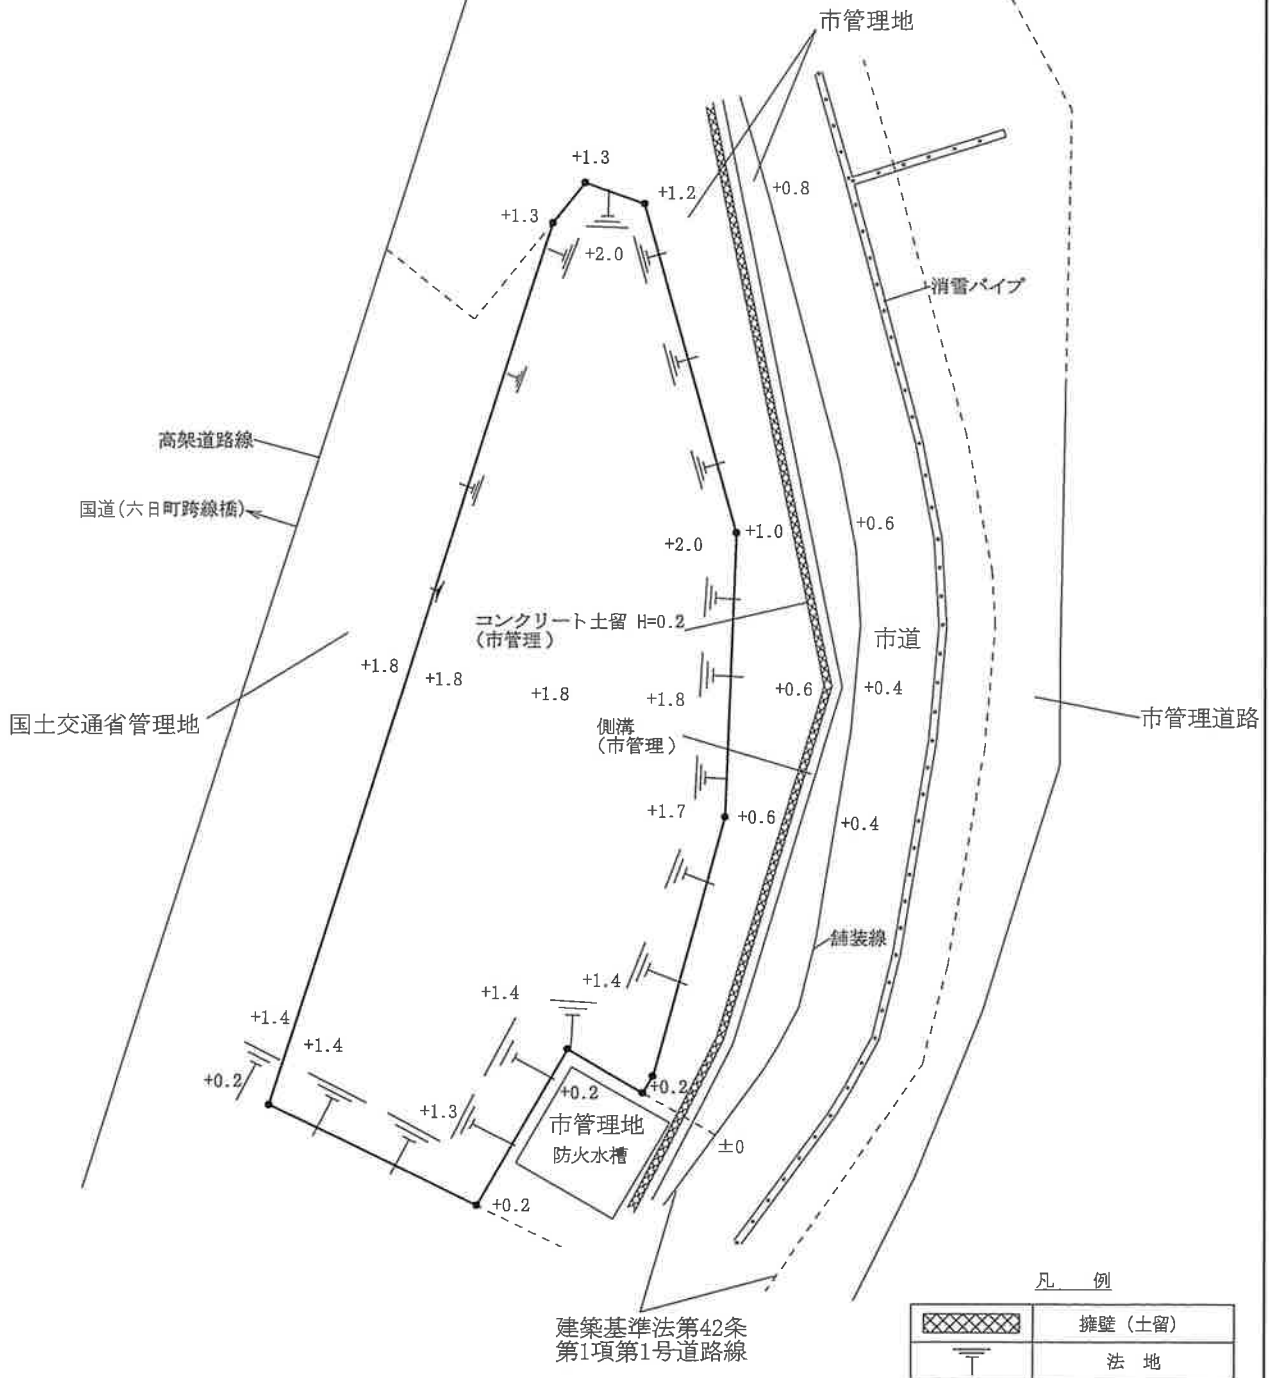 市管理地
+1.3
+1.2
+0.8
+1.3
+2.0
消雪パイプ
高架道路線
国道(六日町跨線橋)
+0.6
+1.0
+2.0
コンクリート土留 H=0.2
(市管理)
市道
+1.8
+1.8
+1.8
+1.8
+0.6
+0.4
国土交通省管理地
側溝
(市管理)
市管理道路
+1.7
+0.6
+0.4
舗装線
+1.4
+1.4
+1.4
+1.4
+0.2
+0.2
+0.2
+1.3
市管理地
防火水槽
±0
+0.2
凡 例
擁壁(土留)
法 地
建築基準法第42条
第1項第1号道路線